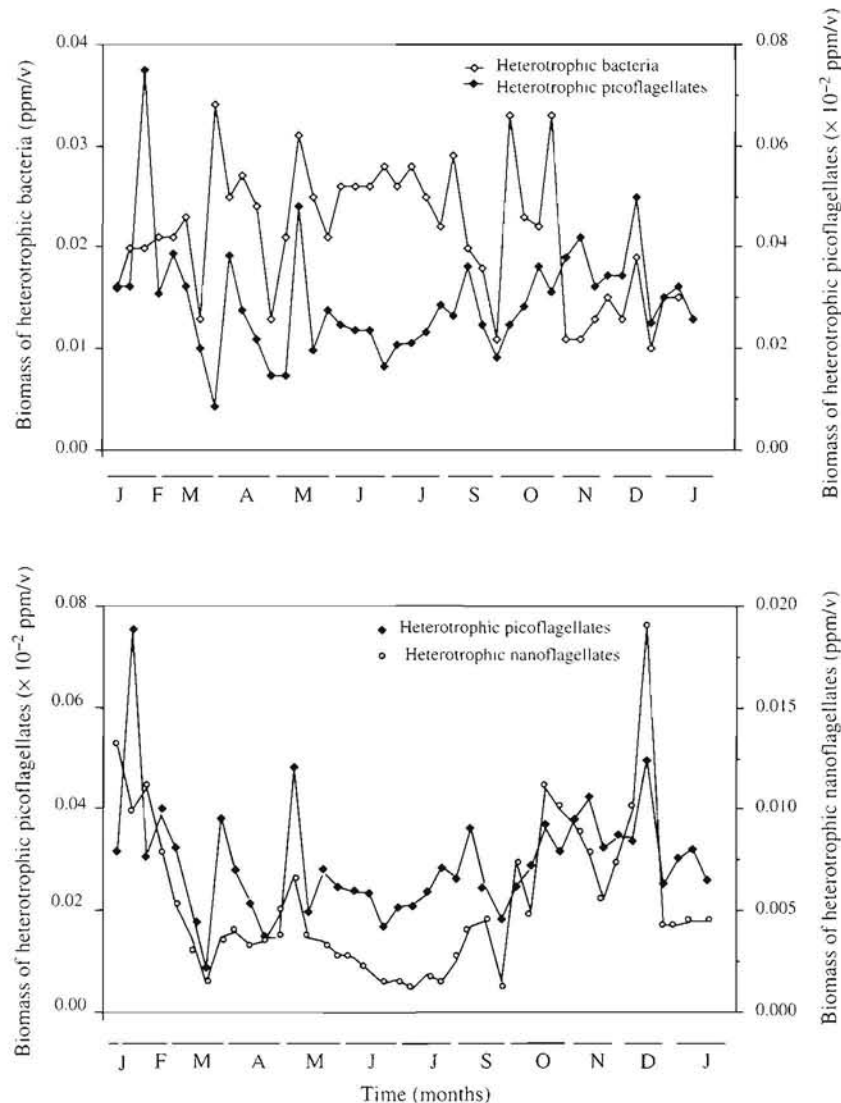 Biomass of heterotrophic bacteria (ppm/v)
0.04
0.03
0.02
0.01
0.00
Heterotrophic bacteria
Heterotrophic picoflagellates
0.08
0.06
0.04
0.02
0.00
Biomass of heterotrophic picoflagellates (× 10⁻² ppm/v)
J F M A M J J S O N D J
Biomass of heterotrophic picoflagellates (× 10⁻² ppm/v)
0.08
0.06
0.04
0.02
0.00
Heterotrophic picoflagellates
Heterotrophic nanoflagellates
0.020
0.015
0.010
0.005
0.000
Biomass of heterotrophic nanoflagellates (ppm/v)
J F M A M J J S O N D J
Time (months)